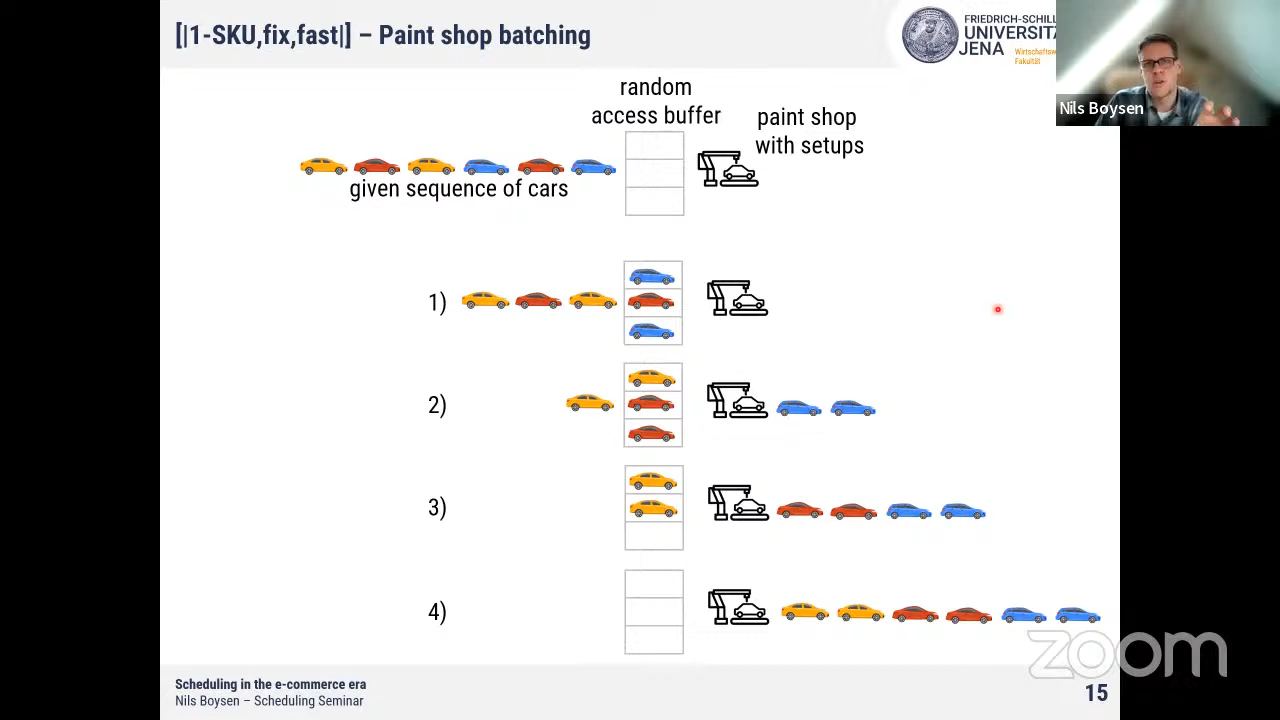 [|1-SKU,fix,fast|] – Paint shop batching
FRIEDRICH-SCHILL
UNIVERSITÄ
JENA
Wirtschaftsw
Fakultät
Nils Boysen
random
access buffer
paint shop
with setups
given sequence of cars
1)
2)
3)
4)
zoom
Scheduling in the e-commerce era
Nils Boysen – Scheduling Seminar
15